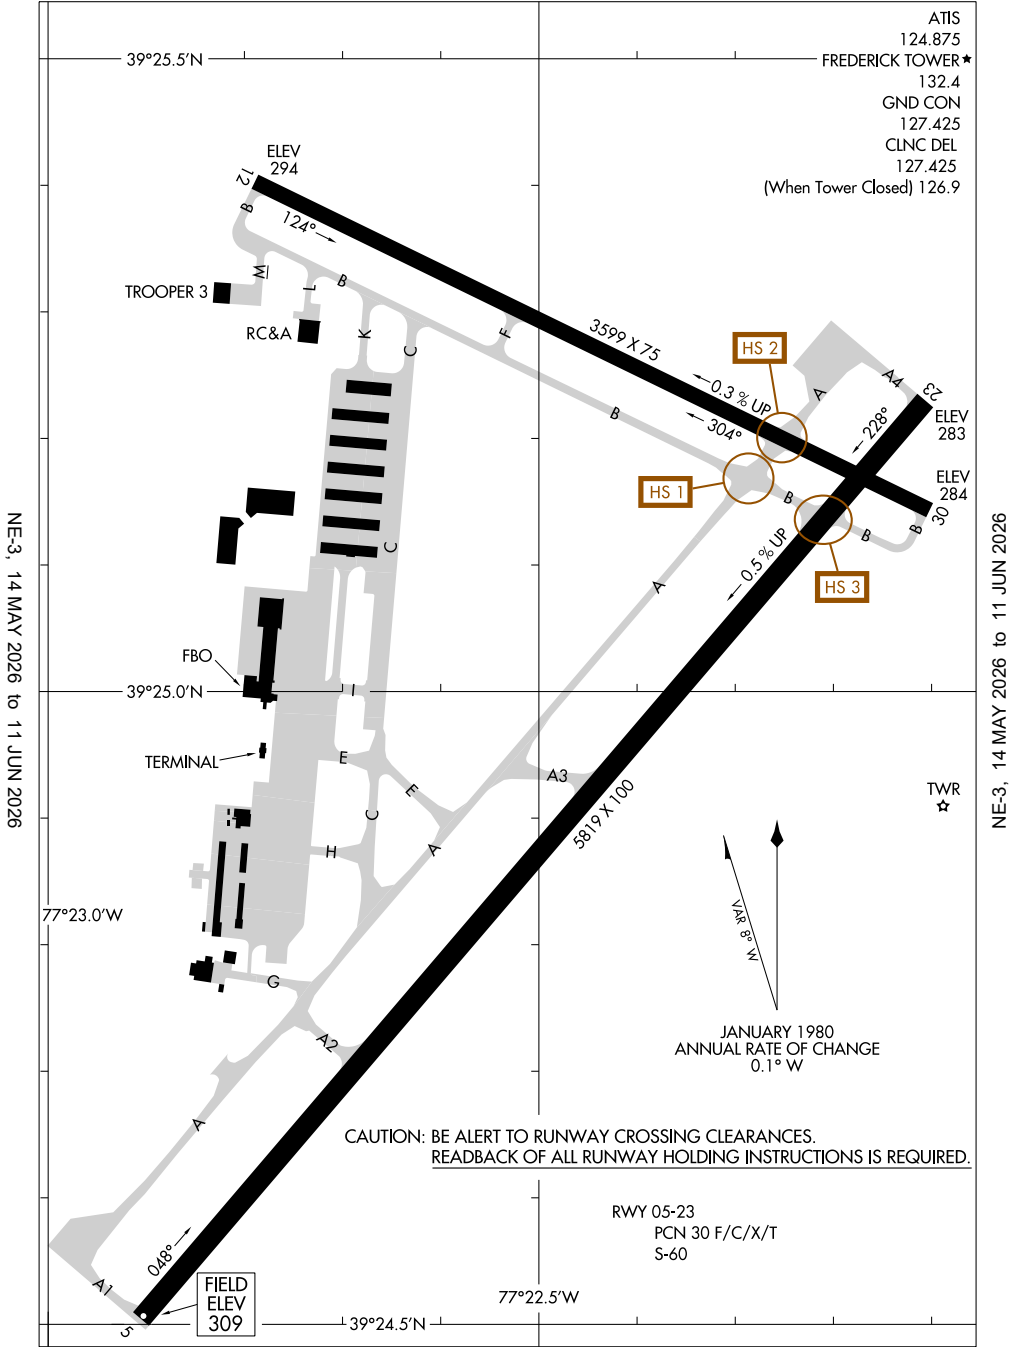 ATIS
124.875
FREDERICK TOWER★
132.4
GND CON
127.425
CLNC DEL
127.425
(When Tower Closed) 126.9
39°25.5'N
ELEV
294
12
B
124°
M
L
B
TROOPER 3
RC&A
K
C
F
3599 X 75
HS 2
A
A4
23
ELEV
283
0.3 % UP
304°
228°
B
HS 1
B
ELEV
284
30
B
B
HS 3
0.5 % UP
A
C
FBO
39°25.0'N
I
TERMINAL
E
E
A3
C
5819 X 100
TWR
H
A
VAR 8° W
77°23.0'W
G
A2
JANUARY 1980
ANNUAL RATE OF CHANGE
0.1° W
A
CAUTION: BE ALERT TO RUNWAY CROSSING CLEARANCES.
READBACK OF ALL RUNWAY HOLDING INSTRUCTIONS IS REQUIRED.
RWY 05-23
PCN 30 F/C/X/T
S-60
048°
A1
5
FIELD
ELEV
309
77°22.5'W
39°24.5'N
NE-3, 14 MAY 2026 to 11 JUN 2026
NE-3, 14 MAY 2026 to 11 JUN 2026